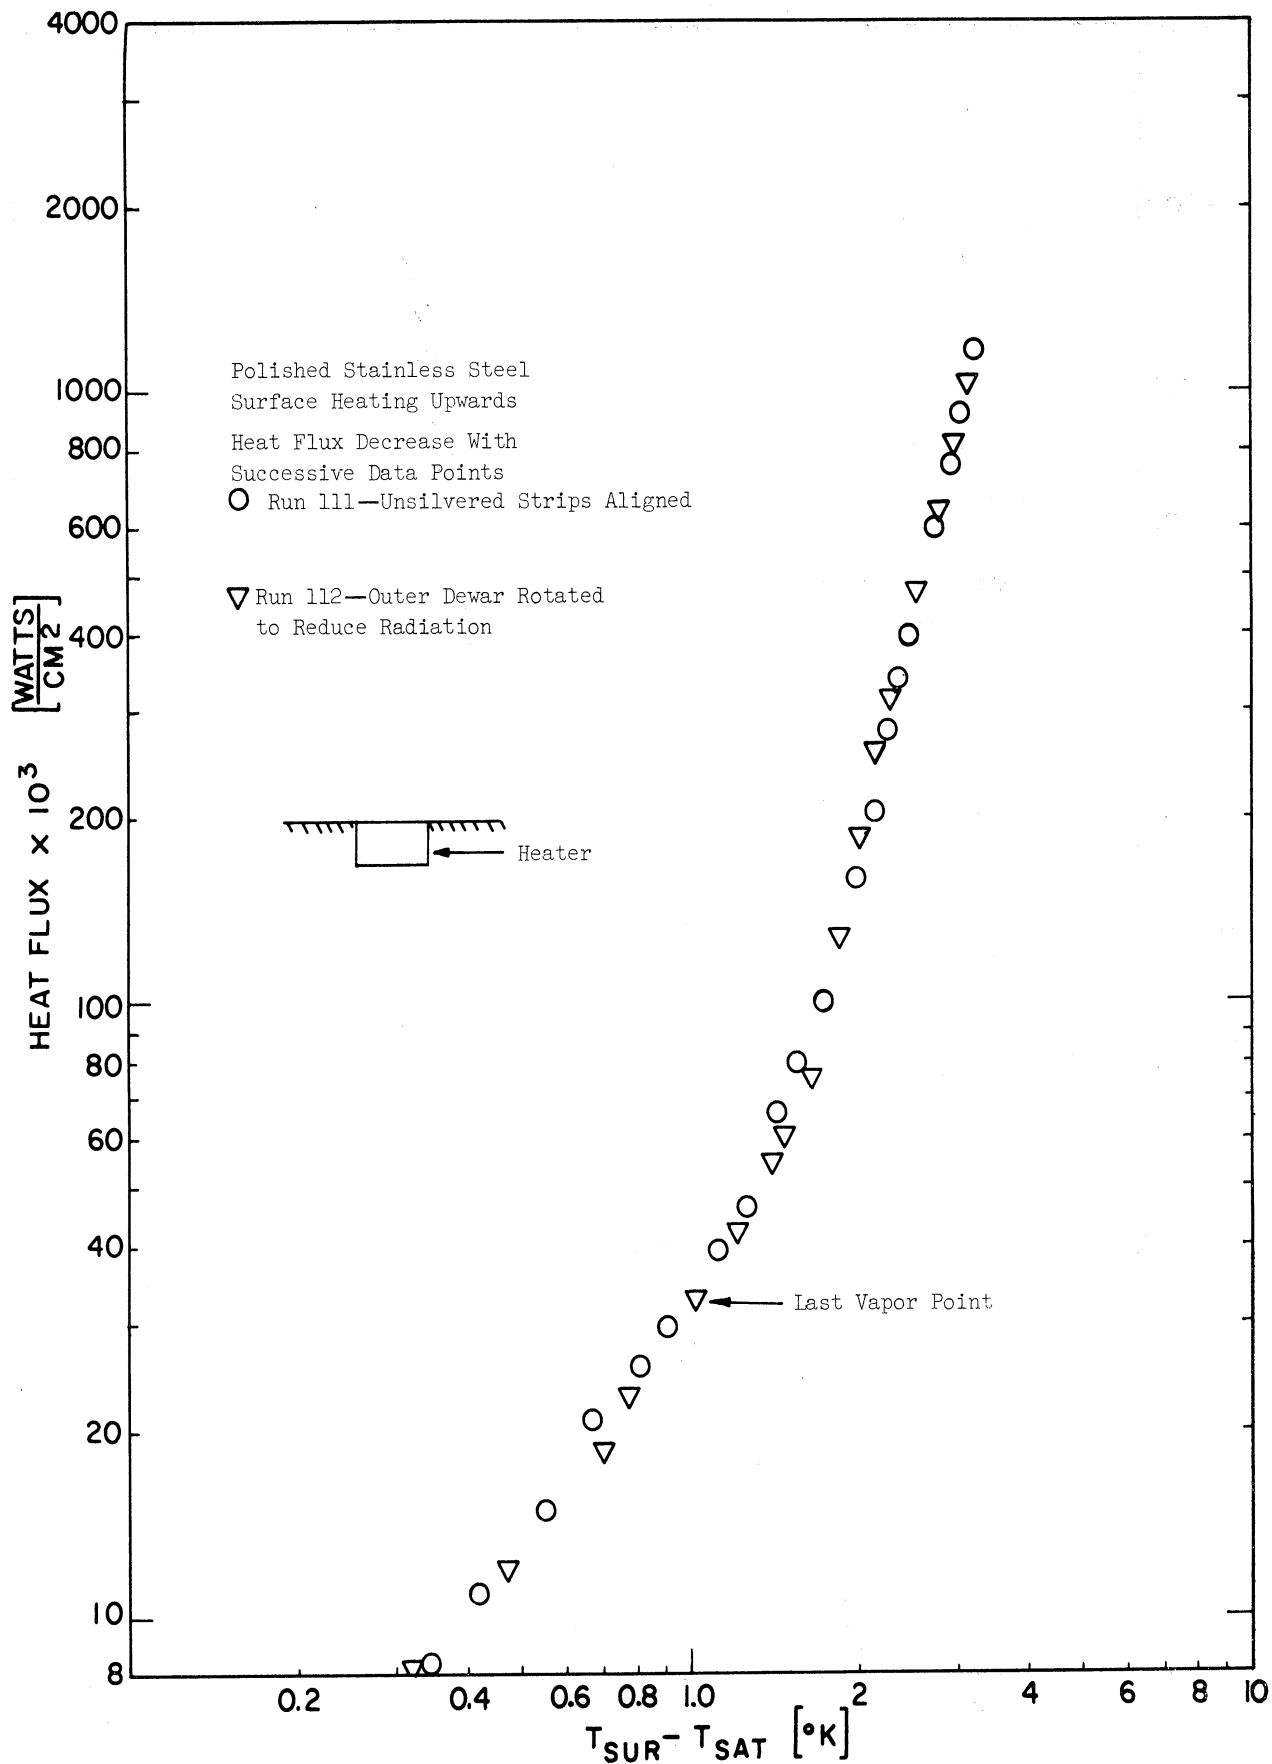 4000
2000
1000
800
600
400
200
100
80
60
40
20
10
8
HEAT FLUX x 10³ [WATTS/CM2]
Polished Stainless Steel
Surface Heating Upwards
Heat Flux Decrease With
Successive Data Points
Run 111—Unsilvered Strips Aligned
Run 112—Outer Dewar Rotated
to Reduce Radiation
Heater
Last Vapor Point
0.2 0.4 0.6 0.8 1.0 2 4 6 8 10
TSUR-TSAT [°K]